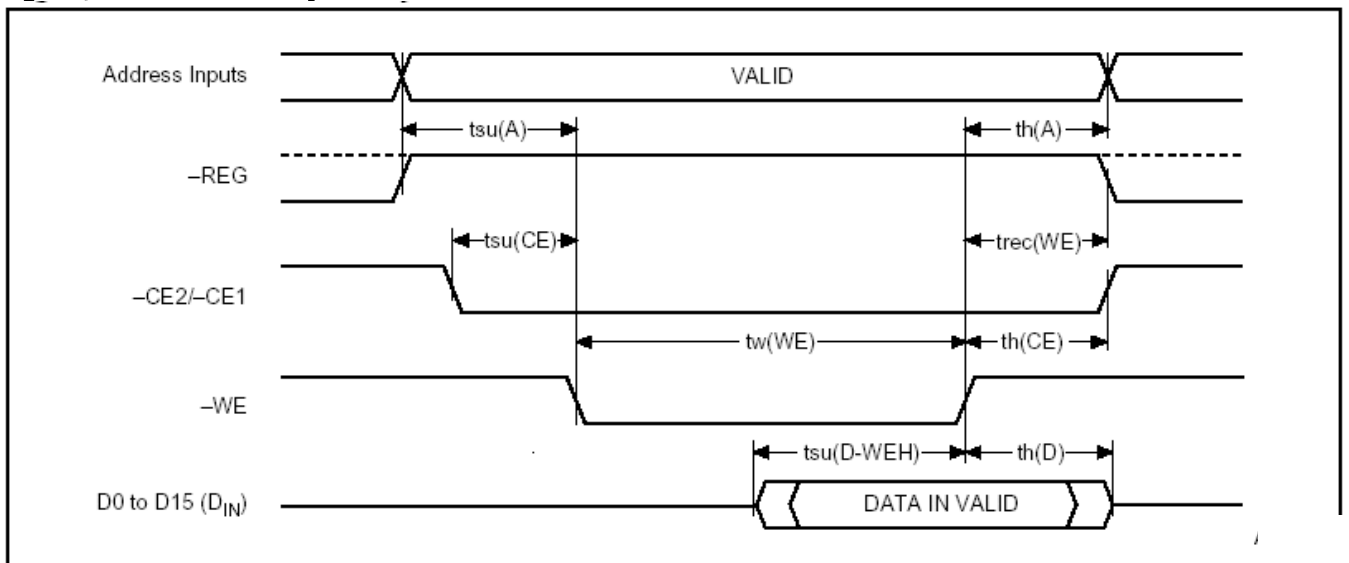 Address Inputs
VALID
tsu(A)
th(A)
–REG
tsu(CE)
trec(WE)
–CE2/–CE1
tw(WE)
th(CE)
–WE
tsu(D-WEH)
th(D)
D0 to D15 (DIN)
DATA IN VALID